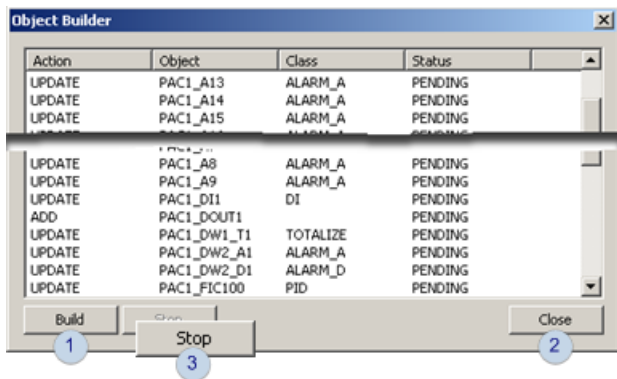 Object Builder
Action Object Class Status
UPDATE PAC1_A13 ALARM_A PENDING
UPDATE PAC1_A14 ALARM_A PENDING
UPDATE PAC1_A15 ALARM_A PENDING
UPDATE PAC1_A8 ALARM_A PENDING
UPDATE PAC1_A9 ALARM_A PENDING
UPDATE PAC1_DI1 DI PENDING
ADD PAC1_DOUT1 PENDING
UPDATE PAC1_DW1_T1 TOTALIZE PENDING
UPDATE PAC1_DW2_A1 ALARM_A PENDING
UPDATE PAC1_DW2_D1 ALARM_D PENDING
UPDATE PAC1_FIC100 PID PENDING
Build Stop Close
Stop
1 2
3